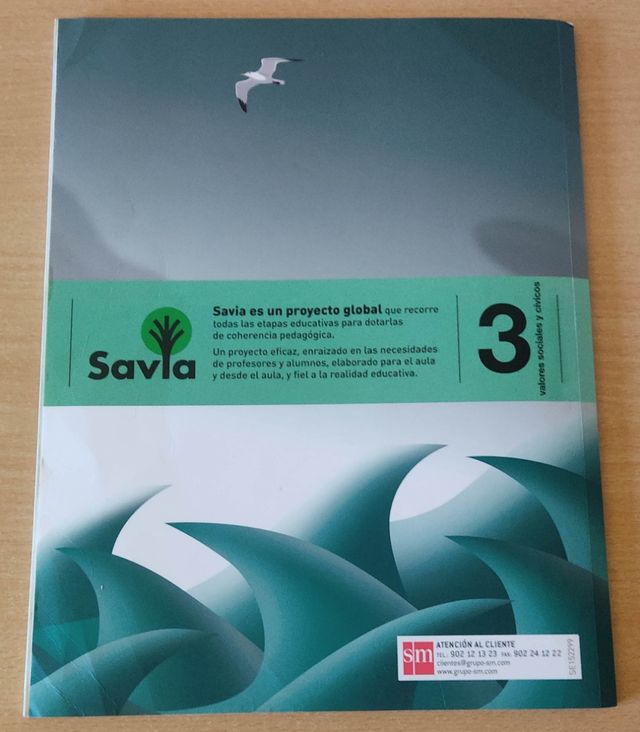 Savia
Savia es un proyecto global que recorre
todas las etapas educativas para dotarlas
de coherencia pedagógica.
Un proyecto eficaz, enraizado en las necesidades
de profesores y alumnos, elaborado para el aula
y desde el aula, y fiel a la realidad educativa.
3
valores sociales y cívicos
sm
ATENCIÓN AL CLIENTE
TEL.: 902 12 13 23 FAX: 902 24 12 22
clientes@grupo-sm.com
www.grupo-sm.com
SE152299